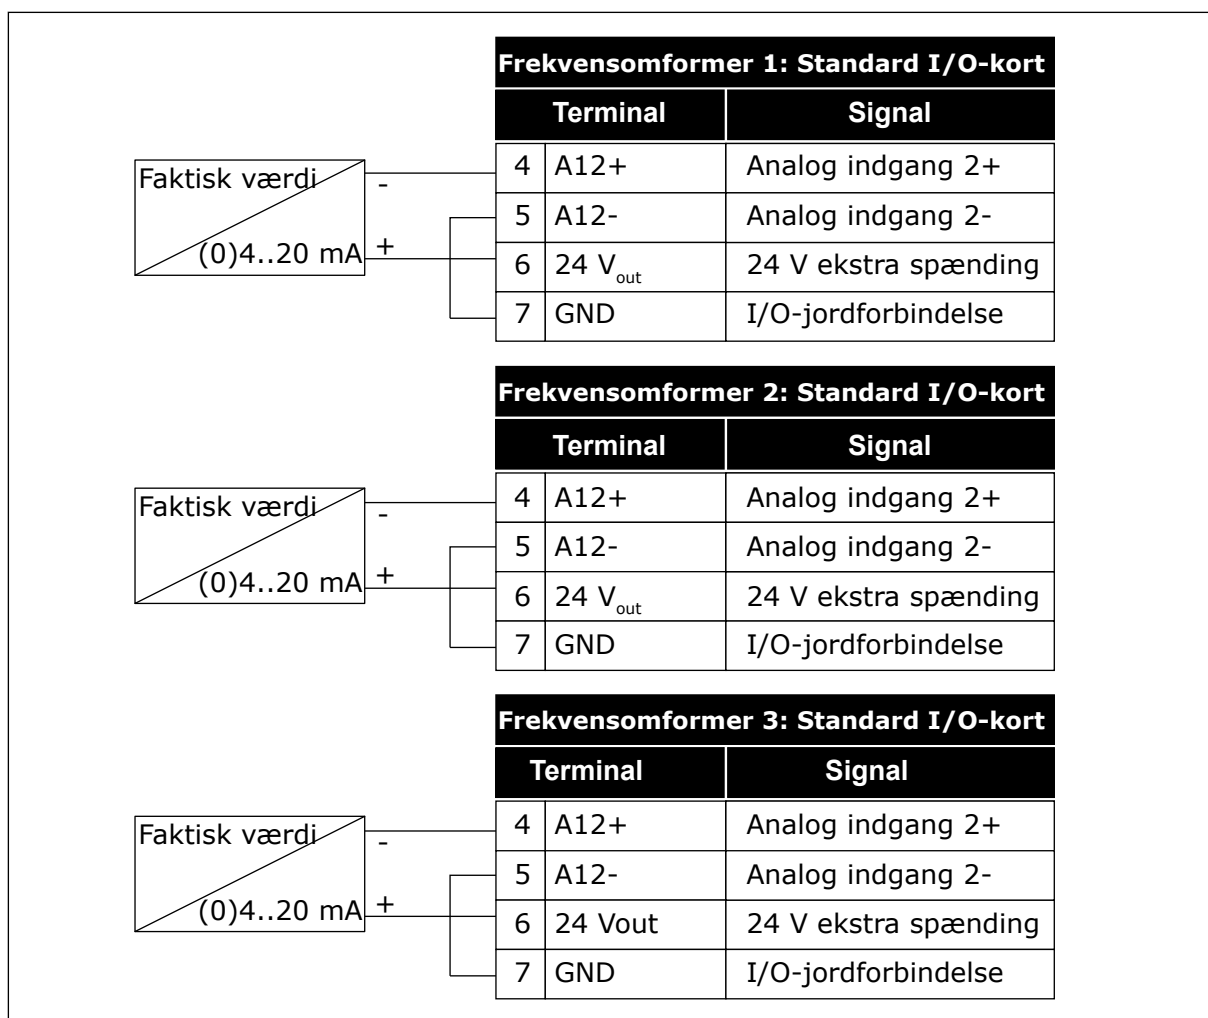 Frekvensomformer 1: Standard I/O-kort
Terminal Signal
Faktisk værdi - 4 A12+ Analog indgang 2+
5 A12- Analog indgang 2-
(0)4..20 mA + 6 24 Vout 24 V ekstra spænding
7 GND I/O-jordforbindelse
Frekvensomformer 2: Standard I/O-kort
Terminal Signal
Faktisk værdi - 4 A12+ Analog indgang 2+
5 A12- Analog indgang 2-
(0)4..20 mA + 6 24 Vout 24 V ekstra spænding
7 GND I/O-jordforbindelse
Frekvensomformer 3: Standard I/O-kort
Terminal Signal
Faktisk værdi - 4 A12+ Analog indgang 2+
5 A12- Analog indgang 2-
(0)4..20 mA + 6 24 Vout 24 V ekstra spænding
7 GND I/O-jordforbindelse